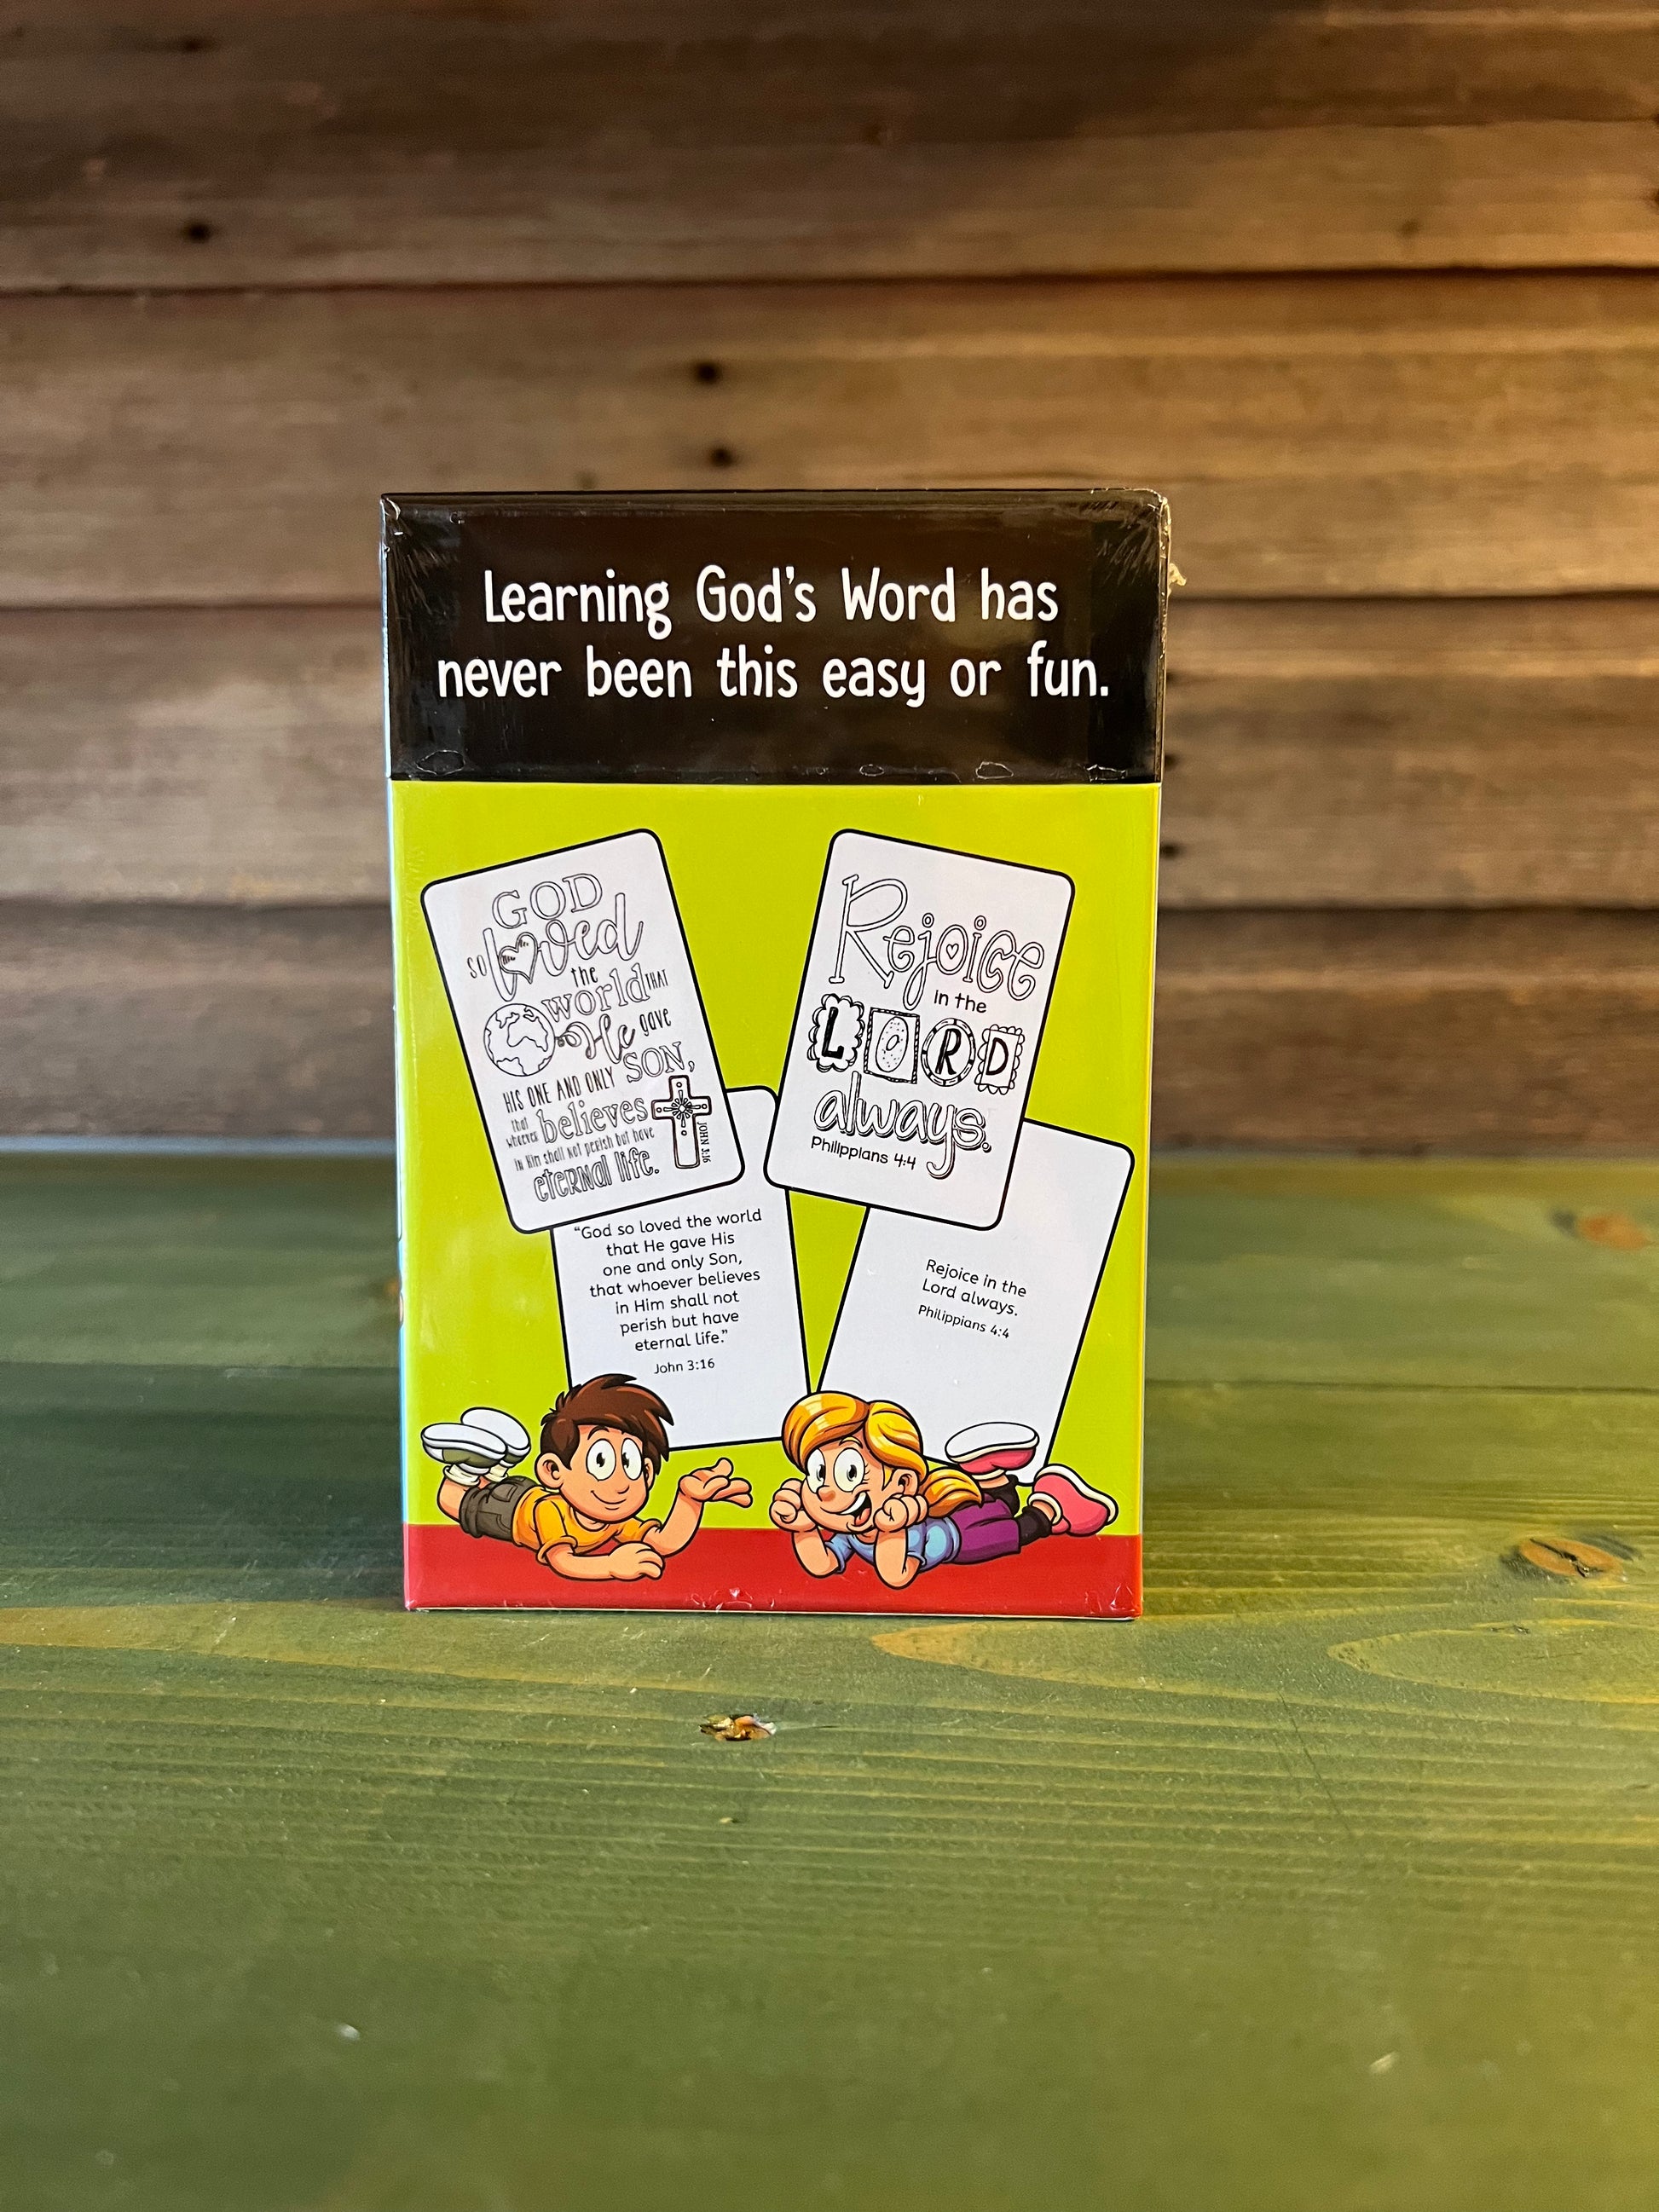 Learning God's Word has
never been this easy or fun.
GOD
so loved
the
world THAT
He gave
HIS ONE AND ONLY SON,
that
whoever believes
in Him shall not perish but have
eternal life.
JOHN 3:16
"God so loved the world
that He gave His
one and only Son,
that whoever believes
in Him shall not
perish but have
eternal life."
John 3:16
Rejoice
in the
LORD
always.
Philippians 4:4
Rejoice in the
Lord always.
Philippians 4:4